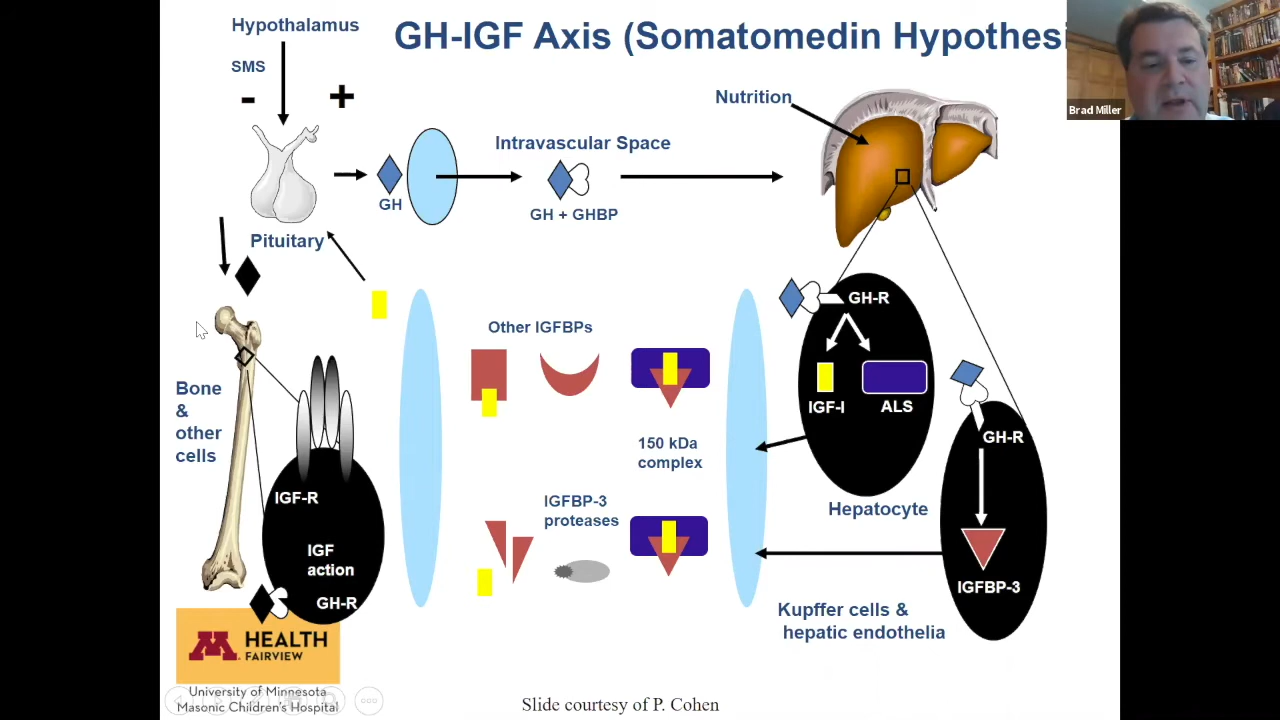 Hypothalamus
GH-IGF Axis (Somatomedin Hypothesi
Brad Miller
SMS
- +
Nutrition
Intravascular Space
GH
GH + GHBP
Pituitary
GH-R
IGF-I
ALS
Other IGFBPs
150 kDa
complex
Bone
&
other
cells
GH-R
IGF-R
IGFBP-3
proteases
Hepatocyte
IGF
action
GH-R
IGFBP-3
Kupffer cells &
hepatic endothelia
M HEALTH
FAIRVIEW
University of Minnesota
Masonic Children's Hospital
Slide courtesy of P. Cohen